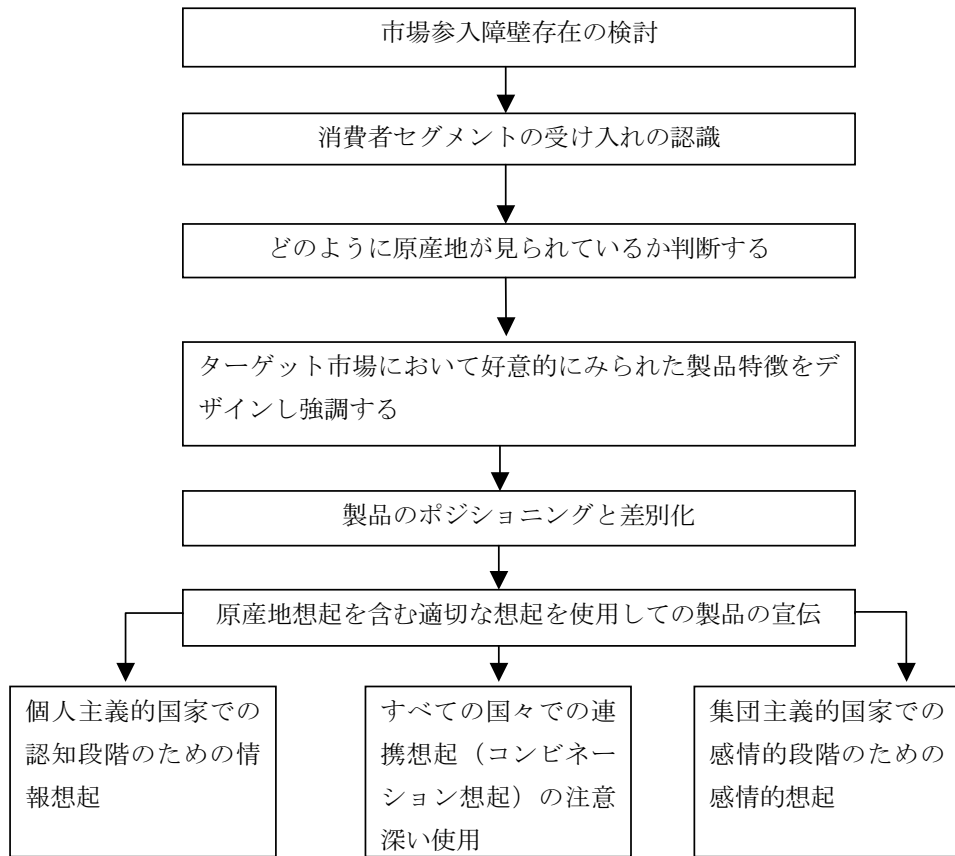 市場参入障壁存在の検討
消費者セグメントの受け入れの認識
どのように原産地が見られているか判断する
ターゲット市場において好意的にみられた製品特徴をデ
ザインし強調する
製品のポジショニングと差別化
原産地想起を含む適切な想起を使用しての製品の宣伝
個人主義的国家での
認知段階のための情
報想起
すべての国々での連
携想起（コンビネー
ション想起）の注意
深い使用
集団主義的国家での
感情的段階のための
感情的想起